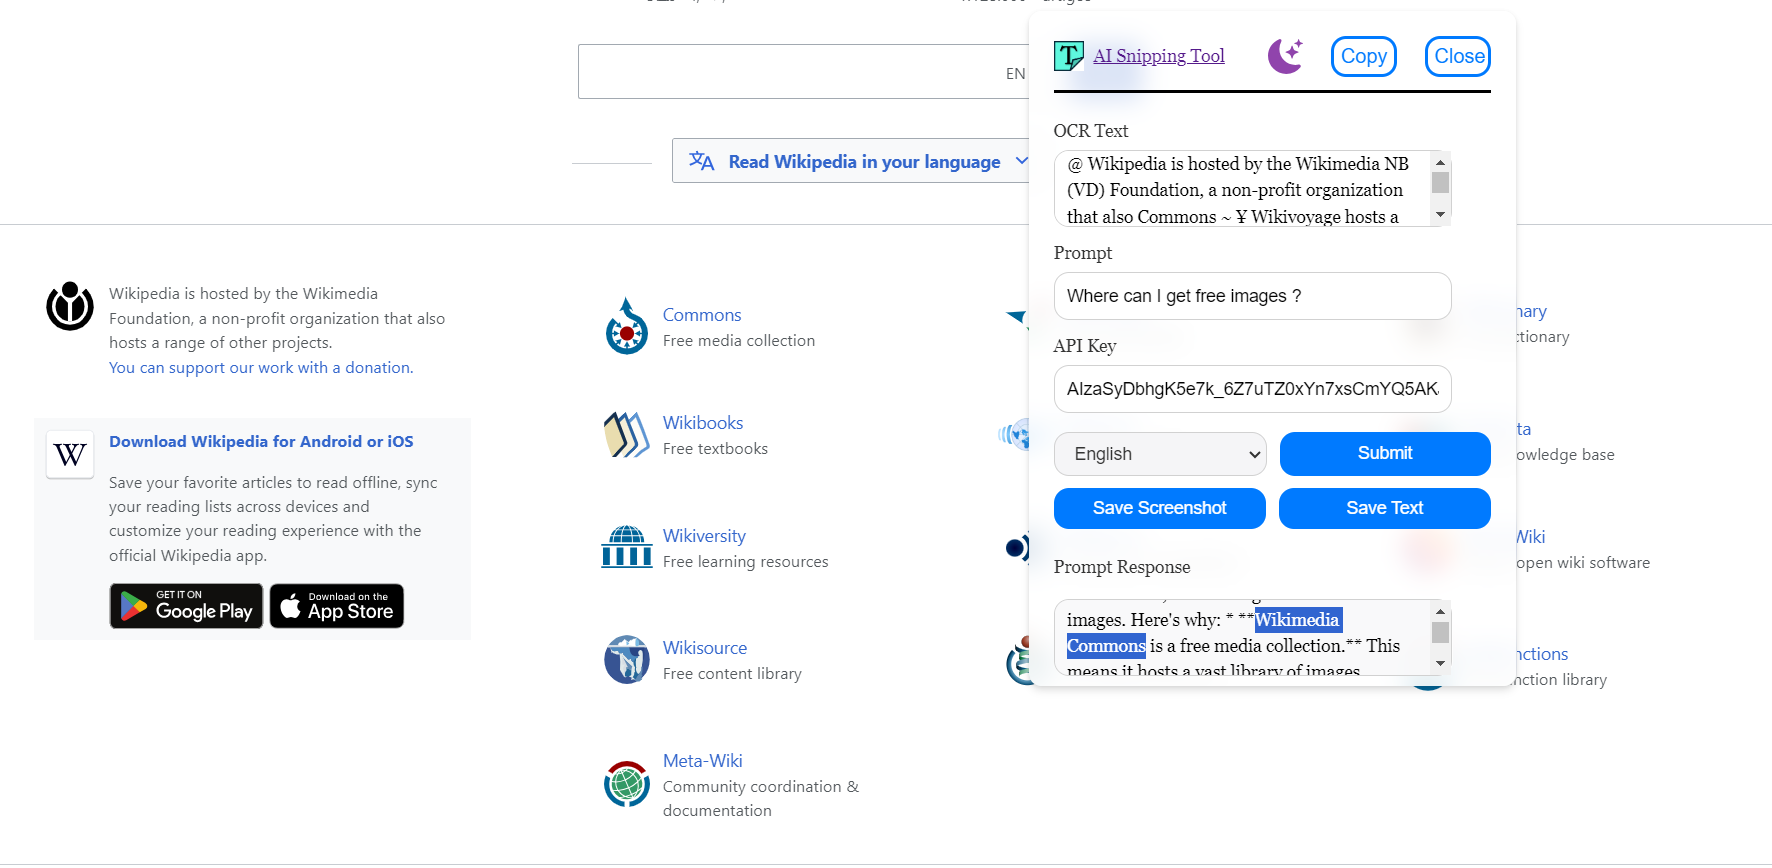 EN
Read Wikipedia in your language
Wikipedia is hosted by the Wikimedia
Foundation, a non-profit organization that also
hosts a range of other projects.
You can support our work with a donation.
W
Download Wikipedia for Android or iOS
Save your favorite articles to read offline, sync
your reading lists across devices and
customize your reading experience with the
official Wikipedia app.
GET IT ON
Google Play
Download on the
App Store
Commons
Free media collection
Wikibooks
Free textbooks
Wikiversity
Free learning resources
Wikisource
Free content library
Meta-Wiki
Community coordination &
documentation
T AI Snipping Tool Copy Close
OCR Text
@ Wikipedia is hosted by the Wikimedia NB
(VD) Foundation, a non-profit organization
that also Commons ~ ¥ Wikivoyage hosts a
Prompt
Where can I get free images ?
API Key
AIzaSyDbhgK5e7k_6Z7uTZ0xYn7xsCmYQ5AK
English Submit
Save Screenshot Save Text
Prompt Response
images. Here's why: * **Wikimedia
Commons is a free media collection.** This
means it hosts a vast library of images
nary
ctionary
ta
owledge base
Wiki
open wiki software
nctions
nction library